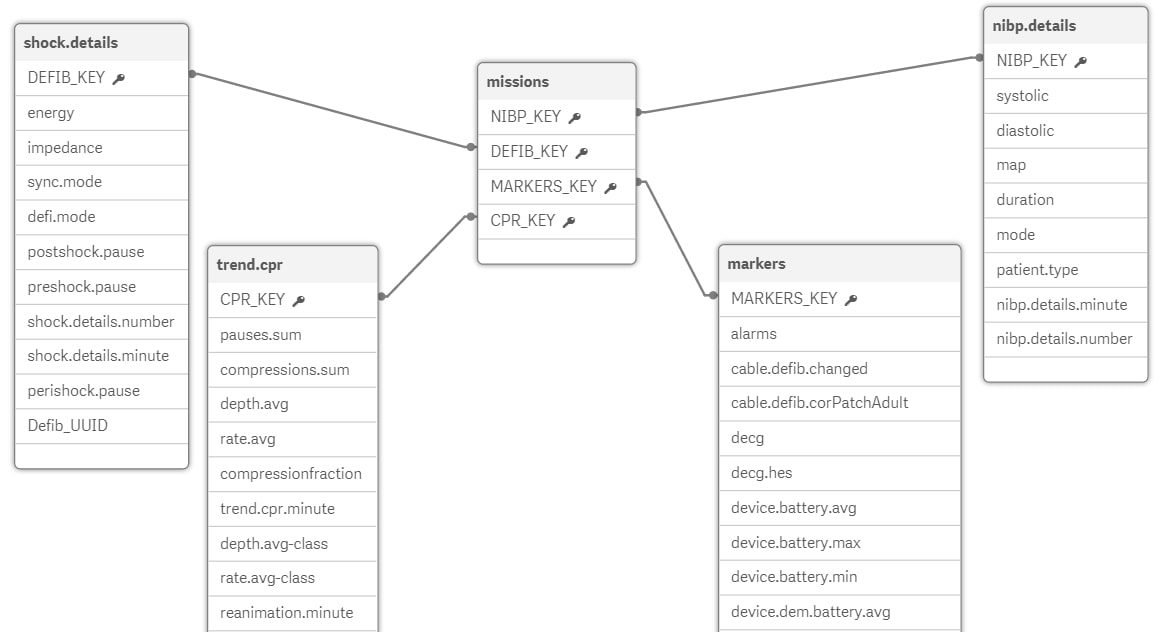 shock.details
DEFIB_KEY
energy
impedance
sync.mode
defi.mode
postshock.pause
preshock.pause
shock.details.number
shock.details.minute
perishock.pause
Defib_UUID
trend.cpr
CPR_KEY
pauses.sum
compressions.sum
depth.avg
rate.avg
compressionfraction
trend.cpr.minute
depth.avg-class
rate.avg-class
reanimation.minute
missions
NIBP_KEY
DEFIB_KEY
MARKERS_KEY
CPR_KEY
markers
MARKERS_KEY
alarms
cable.defib.changed
cable.defib.corPatchAdult
decg
decg.hes
device.battery.avg
device.battery.max
device.battery.min
device.dem.battery.avg
nibp.details
NIBP_KEY
systolic
diastolic
map
duration
mode
patient.type
nibp.details.minute
nibp.details.number